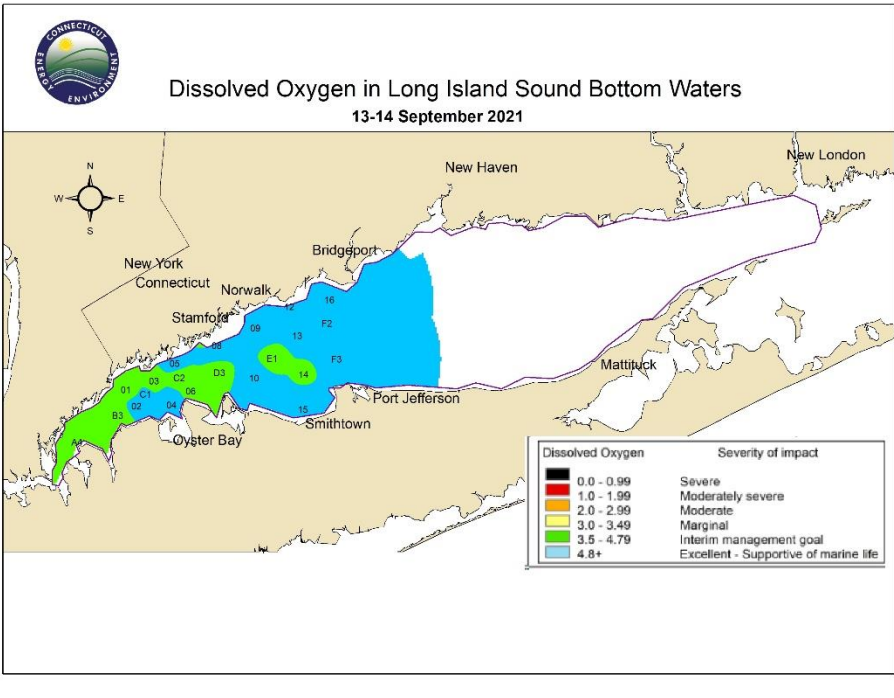 CONNECTICUT
ENERGY
ENVIRONMENT
Dissolved Oxygen in Long Island Sound Bottom Waters
13-14 September 2021
N
W
E
S
New London
New Haven
Bridgeport
New York
Connecticut
Norwalk
Stamford
16
12
09
F2
13
08
05
E1
F3
D3
14
03
C2
10
01
C1
06
02
04
B3
15
A4
Mattituck
Port Jefferson
Smithtown
Oyster Bay
Dissolved Oxygen Severity of impact
0.0 - 0.99 Severe
1.0 - 1.99 Moderately severe
2.0 - 2.99 Moderate
3.0 - 3.49 Marginal
3.5 - 4.79 Interim management goal
4.8+ Excellent - Supportive of marine life